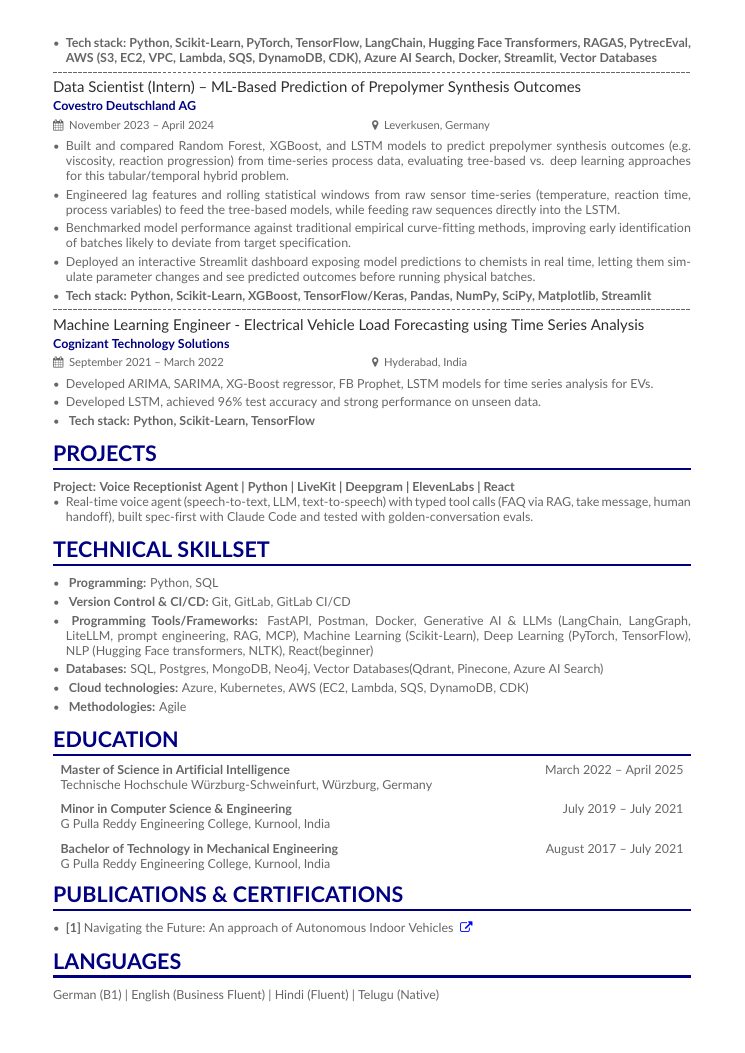 • Tech stack: Python, Scikit-Learn, PyTorch, TensorFlow, LangChain, Hugging Face Transformers, RAGAS, PytrecEval,
AWS (S3, EC2, VPC, Lambda, SQS, DynamoDB, CDK), Azure AI Search, Docker, Streamlit, Vector Databases
Data Scientist (Intern) – ML-Based Prediction of Prepolymer Synthesis Outcomes
Covestro Deutschland AG
November 2023 – April 2024 Leverkusen, Germany
• Built and compared Random Forest, XGBoost, and LSTM models to predict prepolymer synthesis outcomes (e.g.
viscosity, reaction progression) from time-series process data, evaluating tree-based vs. deep learning approaches
for this tabular/temporal hybrid problem.
• Engineered lag features and rolling statistical windows from raw sensor time-series (temperature, reaction time,
process variables) to feed the tree-based models, while feeding raw sequences directly into the LSTM.
• Benchmarked model performance against traditional empirical curve-fitting methods, improving early identification
of batches likely to deviate from target specification.
• Deployed an interactive Streamlit dashboard exposing model predictions to chemists in real time, letting them sim-
ulate parameter changes and see predicted outcomes before running physical batches.
• Tech stack: Python, Scikit-Learn, XGBoost, TensorFlow/Keras, Pandas, NumPy, SciPy, Matplotlib, Streamlit
Machine Learning Engineer - Electrical Vehicle Load Forecasting using Time Series Analysis
Cognizant Technology Solutions
September 2021 – March 2022 Hyderabad, India
• Developed ARIMA, SARIMA, XG-Boost regressor, FB Prophet, LSTM models for time series analysis for EVs.
• Developed LSTM, achieved 96% test accuracy and strong performance on unseen data.
• Tech stack: Python, Scikit-Learn, TensorFlow
PROJECTS
Project: Voice Receptionist Agent | Python | LiveKit | Deepgram | ElevenLabs | React
• Real-time voice agent (speech-to-text, LLM, text-to-speech) with typed tool calls (FAQ via RAG, take message, human
handoff), built spec-first with Claude Code and tested with golden-conversation evals.
TECHNICAL SKILLSET
• Programming: Python, SQL
• Version Control & CI/CD: Git, GitLab, GitLab CI/CD
• Programming Tools/Frameworks: FastAPI, Postman, Docker, Generative AI & LLMs (LangChain, LangGraph,
LiteLLM, prompt engineering, RAG, MCP), Machine Learning (Scikit-Learn), Deep Learning (PyTorch, TensorFlow),
NLP (Hugging Face transformers, NLTK), React(beginner)
• Databases: SQL, Postgres, MongoDB, Neo4j, Vector Databases(Qdrant, Pinecone, Azure AI Search)
• Cloud technologies: Azure, Kubernetes, AWS (EC2, Lambda, SQS, DynamoDB, CDK)
• Methodologies: Agile
EDUCATION
Master of Science in Artificial Intelligence March 2022 – April 2025
Technische Hochschule Würzburg-Schweinfurt, Würzburg, Germany
Minor in Computer Science & Engineering July 2019 – July 2021
G Pulla Reddy Engineering College, Kurnool, India
Bachelor of Technology in Mechanical Engineering August 2017 – July 2021
G Pulla Reddy Engineering College, Kurnool, India
PUBLICATIONS & CERTIFICATIONS
• [1] Navigating the Future: An approach of Autonomous Indoor Vehicles
LANGUAGES
German (B1) | English (Business Fluent) | Hindi (Fluent) | Telugu (Native)